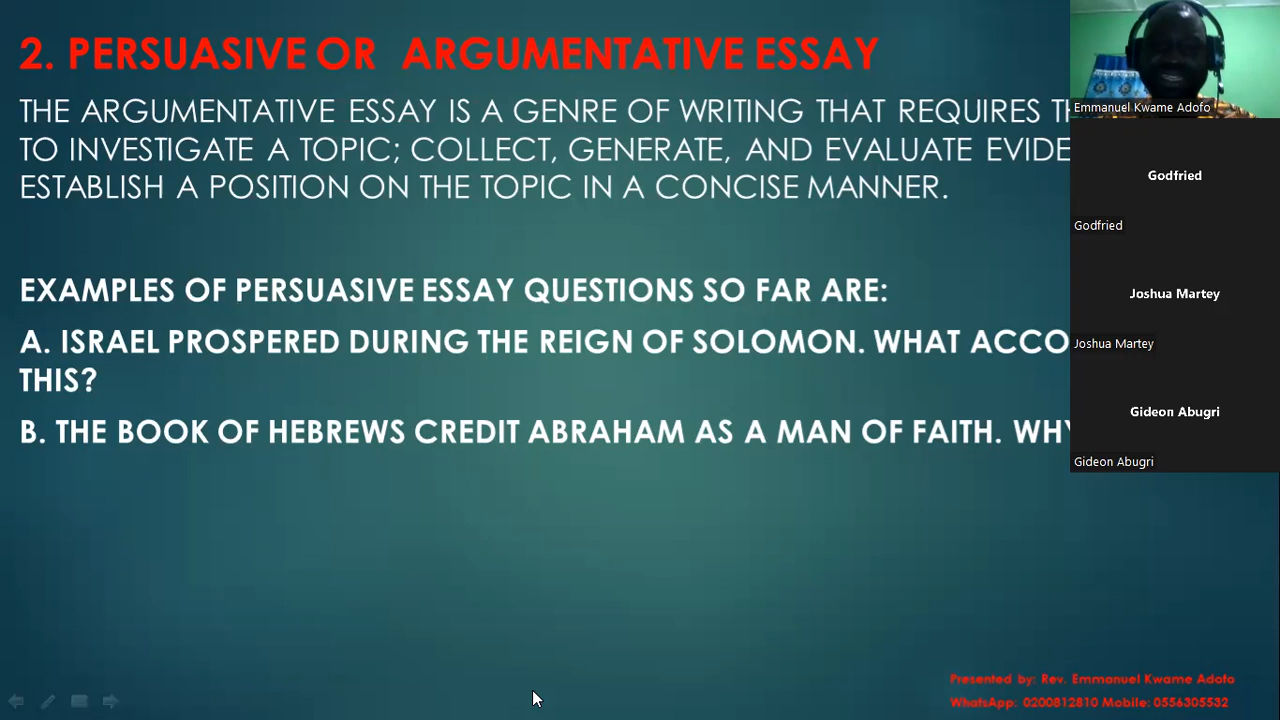 2. PERSUASIVE OR ARGUMENTATIVE ESSAY
THE ARGUMENTATIVE ESSAY IS A GENRE OF WRITING THAT REQUIRES
TO INVESTIGATE A TOPIC; COLLECT, GENERATE, AND EVALUATE
ESTABLISH A POSITION ON THE TOPIC IN A CONCISE MANNER.
EXAMPLES OF PERSUASIVE ESSAY QUESTIONS SO FAR ARE:
A. ISRAEL PROSPERED DURING THE REIGN OF SOLOMON. WHAT
THIS?
B. THE BOOK OF HEBREWS CREDIT ABRAHAM AS A MAN OF FAITH.
Emmanuel Kwame Adofo
Godfried
Godfried
Joshua Martey
Joshua Martey
Gideon Abugri
Gideon Abugri
Presented by: Rev. Emmanuel Kwame Adofo
WhatsApp: 0200812810 Mobile: 0556305532